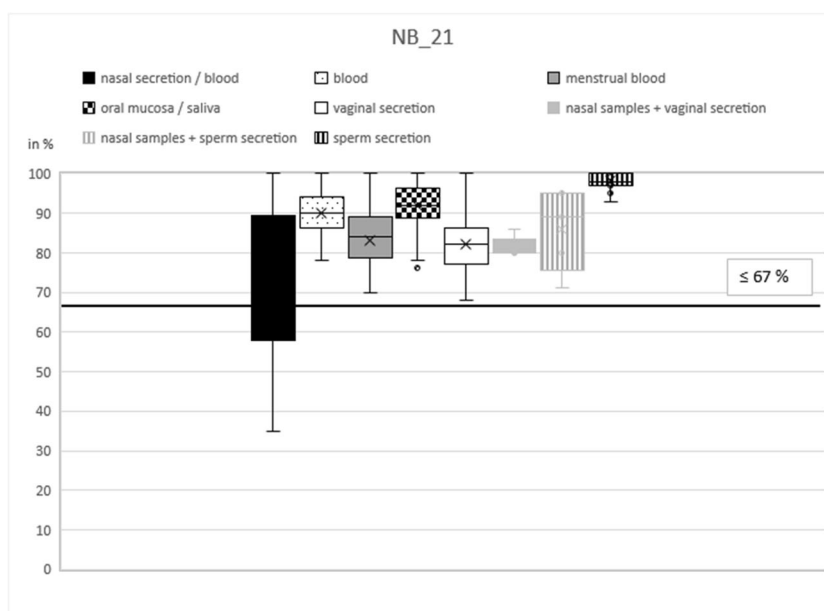 NB_21
nasal secretion / blood blood menstrual blood
oral mucosa / saliva vaginal secretion nasal samples + vaginal secretion
nasal samples + sperm secretion sperm secretion
in %
100
90
80
70
≤ 67 %
60
50
40
30
20
10
0